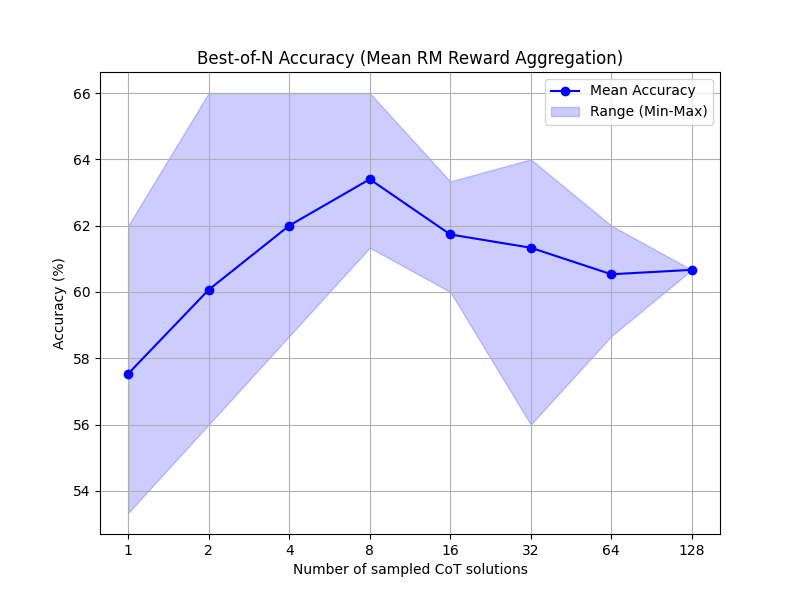 Best-of-N Accuracy (Mean RM Reward Aggregation)
Mean Accuracy
Range (Min-Max)
Accuracy (%)
66
64
62
60
58
56
54
1 2 4 8 16 32 64 128
Number of sampled CoT solutions